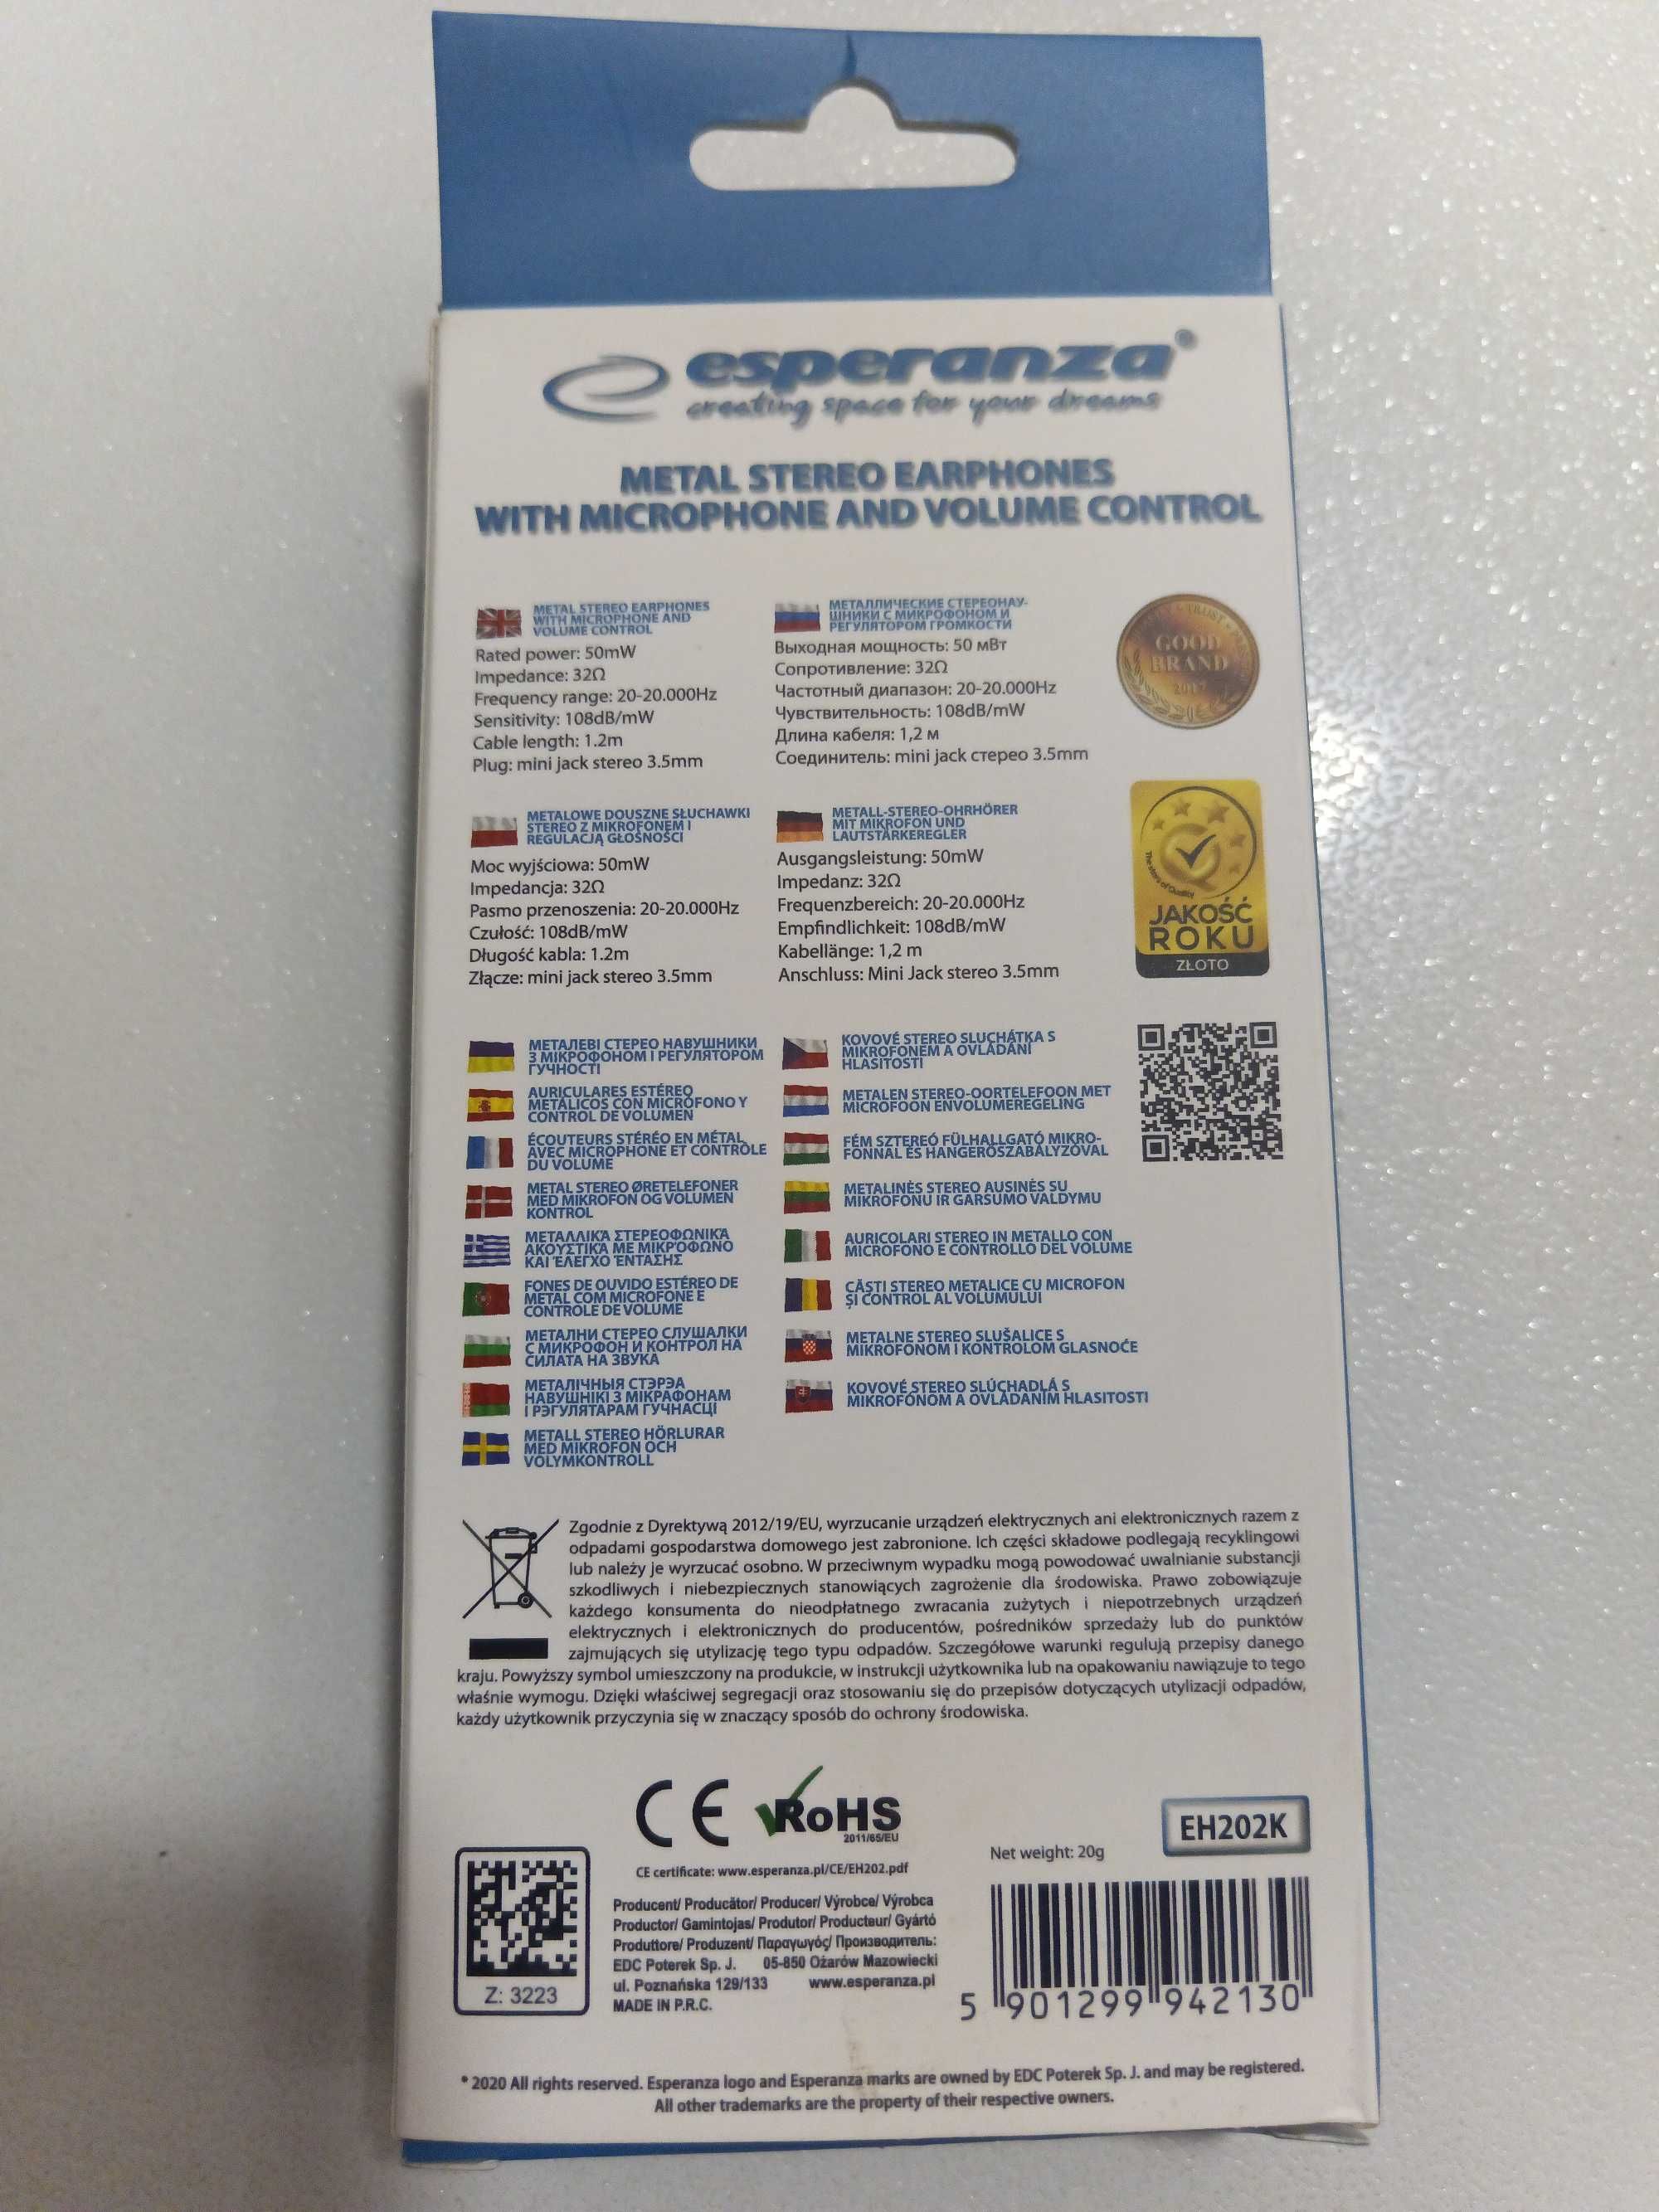 esperanza®
creating space for your dreams
METAL STEREO EARPHONES
WITH MICROPHONE AND VOLUME CONTROL
METAL STEREO EARPHONES
WITH MICROPHONE AND
VOLUME CONTROL
Rated power: 50mW
Impedance: 32Ω
Frequency range: 20-20.000Hz
Sensitivity: 108dB/mW
Cable length: 1.2m
Plug: mini jack stereo 3.5mm
МЕТАЛЛИЧЕСКИЕ СТЕРЕОНАУ-
ШНИКИ С МИКРОФОНОМ И
РЕГУЛЯТОРОМ ГРОМКОСТИ
Выходная мощность: 50 мВт
Сопротивление: 32Ω
Частотный диапазон: 20-20.000Hz
Чувствительность: 108dB/mW
Длина кабеля: 1,2 м
Соединитель: mini jack стерео 3.5mm
TRUST
GOOD
BRAND
METALOWE DOUSZNE SŁUCHAWKI
STEREO Z MIKROFONEM I
REGULACJĄ GŁOŚNOŚCI
Moc wyjściowa: 50mW
Impedancja: 32Ω
Pasmo przenoszenia: 20-20.000Hz
Czułość: 108dB/mW
Długość kabla: 1.2m
Złącze: mini jack stereo 3.5mm
METALL-STEREO-OHRHÖRER
MIT MIKROFON UND
LAUTSTÄRKEREGLER
Ausgangsleistung: 50mW
Impedanz: 32Ω
Frequenzbereich: 20-20.000Hz
Empfindlichkeit: 108dB/mW
Kabellänge: 1,2 m
Anschluss: Mini Jack stereo 3.5mm
The story of Quality!
JAKOŚĆ
ROKU
ZŁOTO
МЕТАЛЕВІ СТЕРЕО НАВУШНИКИ
З МІКРОФОНОМ І РЕГУЛЯТОРОМ
ГУЧНОСТІ
AURICULARES ESTÉREO
METÁLICOS CON MICRÓFONO Y
CONTROL DE VOLUMEN
ÉCOUTEURS STÉRÉO EN MÉTAL
AVEC MICROPHONE ET CONTRÔLE
DU VOLUME
METAL STEREO ØRETELEFONER
MED MIKROFON OG VOLUMEN
KONTROL
ΜΕΤΑΛΛΙΚΆ ΣΤΕΡΕΟΦΩΝΙΚΆ
ΑΚΟΥΣΤΙΚΆ ΜΕ ΜΙΚΡΌΦΩΝΟ
ΚΑΙ ΈΛΕΓΧΟ ΈΝΤΑΣΗΣ
FONES DE OUVIDO ESTÉREO DE
METAL COM MICROFONE E
CONTROLE DE VOLUME
МЕТАЛНИ СТЕРЕО СЛУШАЛКИ
С МИКРОФОН И КОНТРОЛ НА
СИЛАТА НА ЗВУКА
МЕТАЛІЧНЫЯ СТЭРЭА
НАВУШНІКІ З МІКРАФОНАМ
І РЭГУЛЯТАРАМ ГУЧНАСЦІ
METALL STEREO HÖRLURAR
MED MIKROFON OCH
VOLYMKONTROLL
KOVOVÉ STEREO SLUCHÁTKA S
MIKROFONEM A OVLÁDÁNÍ
HLASITOSTI
METALEN STEREO-OORTELEFOON MET
MICROFOON ENVOLUMEREGELING
FÉM SZTEREÓ FÜLHALLGATÓ MIKRO-
FONNAL ÉS HANGERŐSZABÁLYZÓVAL
METALINĖS STEREO AUSINĖS SU
MIKROFONU IR GARSUMO VALDYMU
AURICOLARI STEREO IN METALLO CON
MICROFONO E CONTROLLO DEL VOLUME
CĂȘTI STEREO METALICE CU MICROFON
ȘI CONTROL AL VOLUMULUI
METALNE STEREO SLUŠALICE S
MIKROFONOM I KONTROLOM GLASNOĆE
KOVOVÉ STEREO SLÚCHADLÁ S
MIKROFÓNOM A OVLÁDANÍM HLASITOSTI
Zgodnie z Dyrektywą 2012/19/EU, wyrzucanie urządzeń elektrycznych ani elektronicznych razem z
odpadami gospodarstwa domowego jest zabronione. Ich części składowe podlegają recyklingowi
lub należy je wyrzucać osobno. W przeciwnym wypadku mogą powodować uwalnianie substancji
szkodliwych i niebezpiecznych stanowiących zagrożenie dla środowiska. Prawo zobowiązuje
każdego konsumenta do nieodpłatnego zwracania zużytych i niepotrzebnych urządzeń
elektrycznych i elektronicznych do producentów, pośredników sprzedaży lub do punktów
zajmujących się utylizację tego typu odpadów. Szczegółowe warunki regulują przepisy danego
kraju. Powyższy symbol umieszczony na produkcie, w instrukcji użytkownika lub na opakowaniu nawiązuje to tego
właśnie wymogu. Dzięki właściwej segregacji oraz stosowaniu się do przepisów dotyczących utylizacji odpadów,
każdy użytkownik przyczynia się w znaczący sposób do ochrony środowiska.
CE RoHS
2011/65/EU
CE certificate: www.esperanza.pl/CE/EH202.pdf
Producent/ Producător/ Producer/ Výrobce/ Výrobca
Productor/ Gamintojas/ Produtor/ Producteur/ Gyártó
Produttore/ Produzent/ Παραγωγός/ Производитель:
EDC Poterek Sp. J. 05-850 Ożarów Mazowiecki
ul. Poznańska 129/133 www.esperanza.pl
MADE IN P.R.C.
Z: 3223
EH202K
Net weight: 20g
5 901299 942130
* 2020 All rights reserved. Esperanza logo and Esperanza marks are owned by EDC Poterek Sp. J. and may be registered.
All other trademarks are the property of their respective owners.